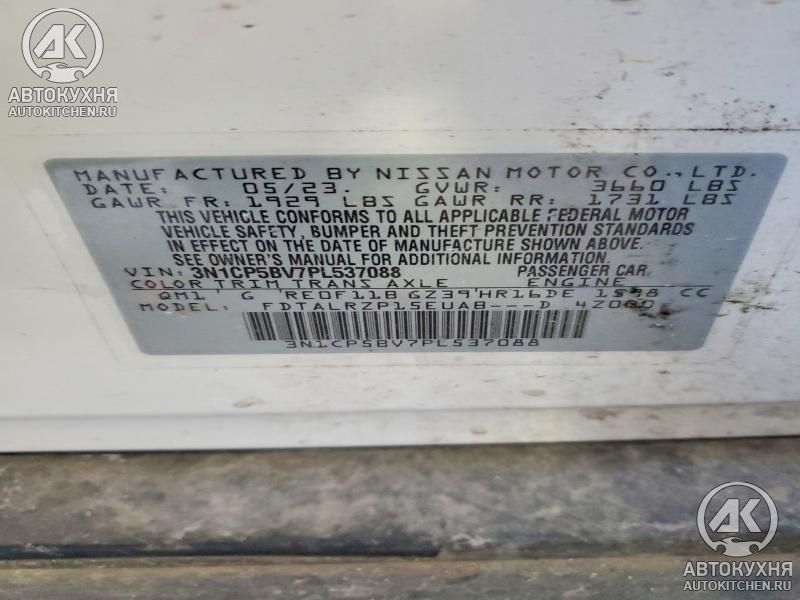 AK
АВТОКУХНЯ
AUTOKITCHEN.RU
MANUFACTURED BY NISSAN MOTOR CO., LTD.
DATE: 05/23. GVWR: 3660 LBS
GAWR FR: 1929 LBS GAWR RR: 1731 LBS
THIS VEHICLE CONFORMS TO ALL APPLICABLE FEDERAL MOTOR
VEHICLE SAFETY, BUMPER AND THEFT PREVENTION STANDARDS
IN EFFECT ON THE DATE OF MANUFACTURE SHOWN ABOVE.
SEE OWNER'S MANUAL FOR ADDITIONAL INFORMATION.
VIN: 3N1CP5BV7PL537088 PASSENGER CAR
COLOR TRIM TRANS AXLE ENGINE
QM1 G RE0F11B GZ39 HR16DE 1598 CC
FDTALRZP15EUAB---D
3N1CP5BV7PL537088
AK
АВТОКУХНЯ
AUTOKITCHEN.RU